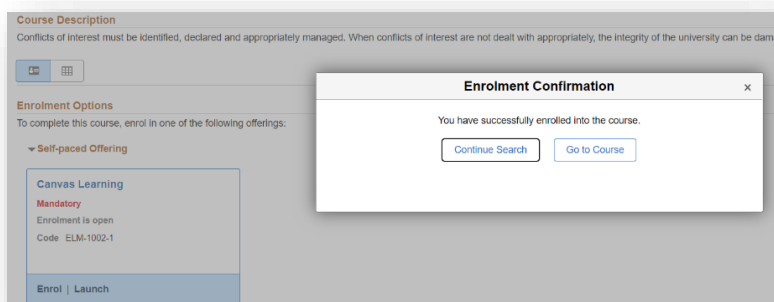 Course Description
Conflicts of interest must be identified, declared and appropriately managed. When conflicts of interest are not dealt with appropriately, the integrity of the university can be dam
Enrolment Confirmation ×
You have successfully enrolled into the course.
Continue Search Go to Course
Enrolment Options
To complete this course, enrol in one of the following offerings:
Self-paced Offering
Canvas Learning
Mandatory
Enrolment is open
Code ELM-1002-1
Enrol | Launch